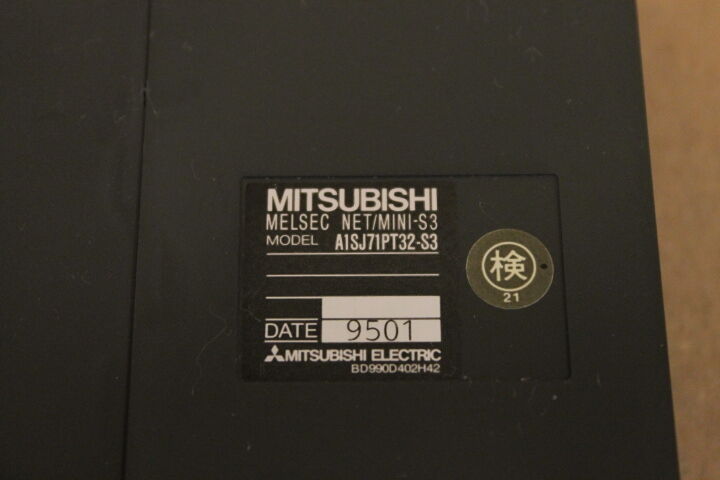 MITSUBISHI
MELSEC NET/MINI-S3
MODEL A1SJ71PT32-S3
DATE 9501
MITSUBISHI ELECTRIC
BD990D402H42
検
21